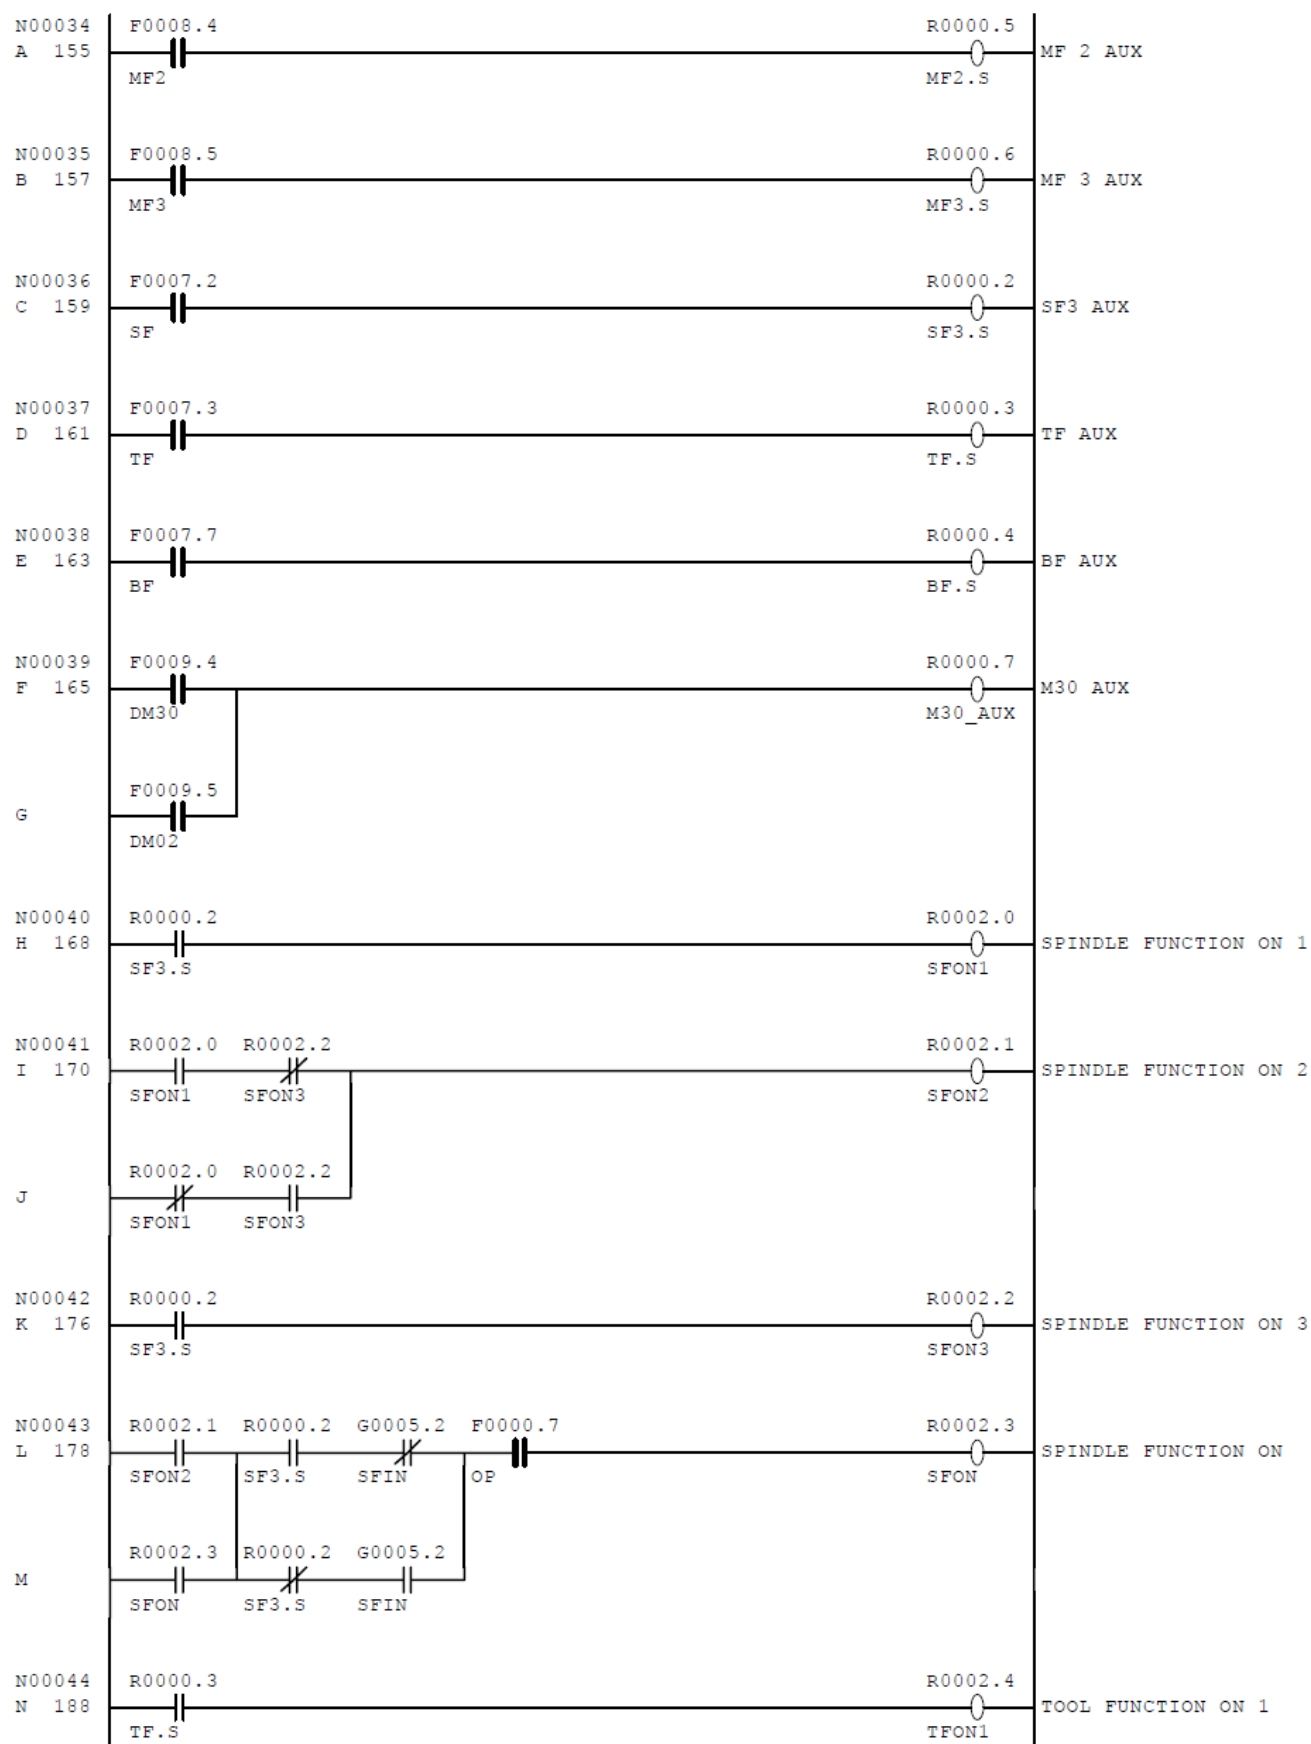 N00034 F0008.4 R0000.5
A 155 MF 2 AUX
MF2 MF2.S
N00035 F0008.5 R0000.6
B 157 MF 3 AUX
MF3 MF3.S
N00036 F0007.2 R0000.2
C 159 SF3 AUX
SF SF3.S
N00037 F0007.3 R0000.3
D 161 TF AUX
TF TF.S
N00038 F0007.7 R0000.4
E 163 BF AUX
BF BF.S
N00039 F0009.4 R0000.7
F 165 M30 AUX
DM30 M30_AUX
F0009.5
G
DM02
N00040 R0000.2 R0002.0
H 168 SPINDLE FUNCTION ON 1
SF3.S SFON1
N00041 R0002.0 R0002.2 R0002.1
I 170 SPINDLE FUNCTION ON 2
SFON1 SFON3 SFON2
R0002.0 R0002.2
J
SFON1 SFON3
N00042 R0000.2 R0002.2
K 176 SPINDLE FUNCTION ON 3
SF3.S SFON3
N00043 R0002.1 R0000.2 G0005.2 F0000.7 R0002.3
L 178 SPINDLE FUNCTION ON
SFON2 SF3.S SFIN OP SFON
R0002.3 R0000.2 G0005.2
M
SFON SF3.S SFIN
N00044 R0000.3 R0002.4
N 188 TOOL FUNCTION ON 1
TF.S TFON1